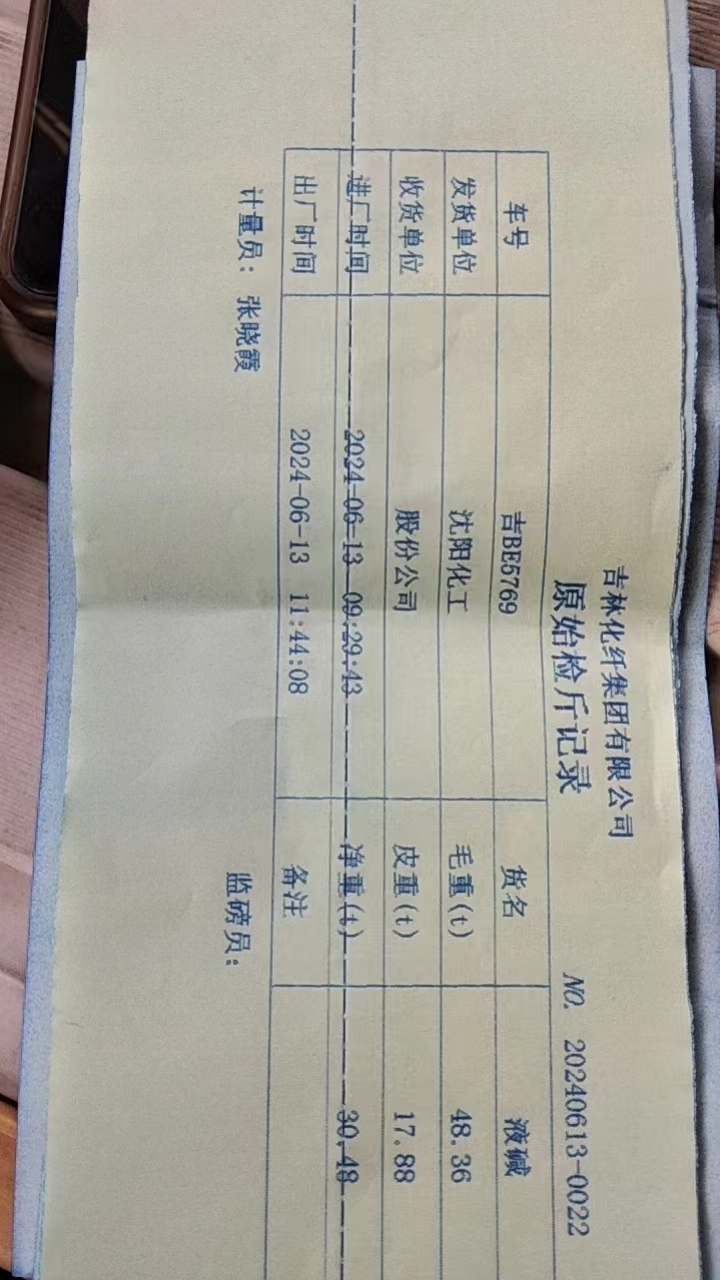 吉林化纤集团有限公司
原始检斤记录
NO. 20240613-0022
车号 吉BE5769 货名 液碱
发货单位 沈阳化工 毛重(t) 48.36
收货单位 股份公司 皮重(t) 17.88
进厂时间 2024-06-13 09:29:43 净重(t) 30.48
出厂时间 2024-06-13 11:44:08 备注
计量员: 张晓霞 监磅员: